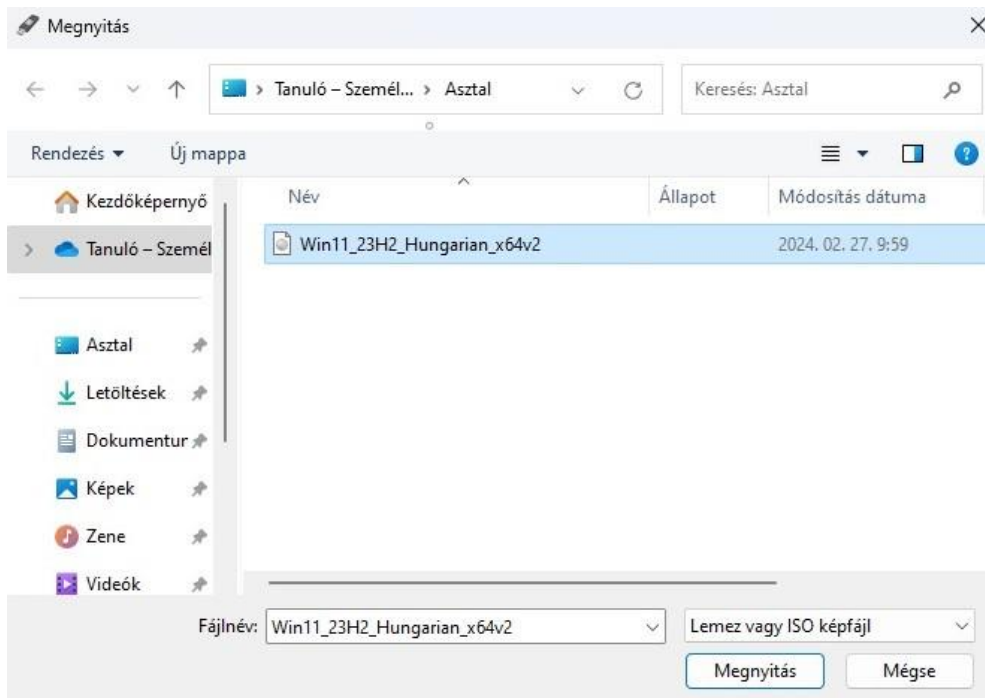 Megnyitás
Tanuló – Személ... › Asztal
Keresés: Asztal
Rendezés
Új mappa
Név
Állapot
Módosítás dátuma
Kezdőképernyő
Tanuló – Személ
Win11_23H2_Hungarian_x64v2
2024. 02. 27. 9:59
Asztal
Letöltések
Dokumentur
Képek
Zene
Videók
Fájlnév:
Win11_23H2_Hungarian_x64v2
Lemez vagy ISO képfájl
Megnyitás
Mégse